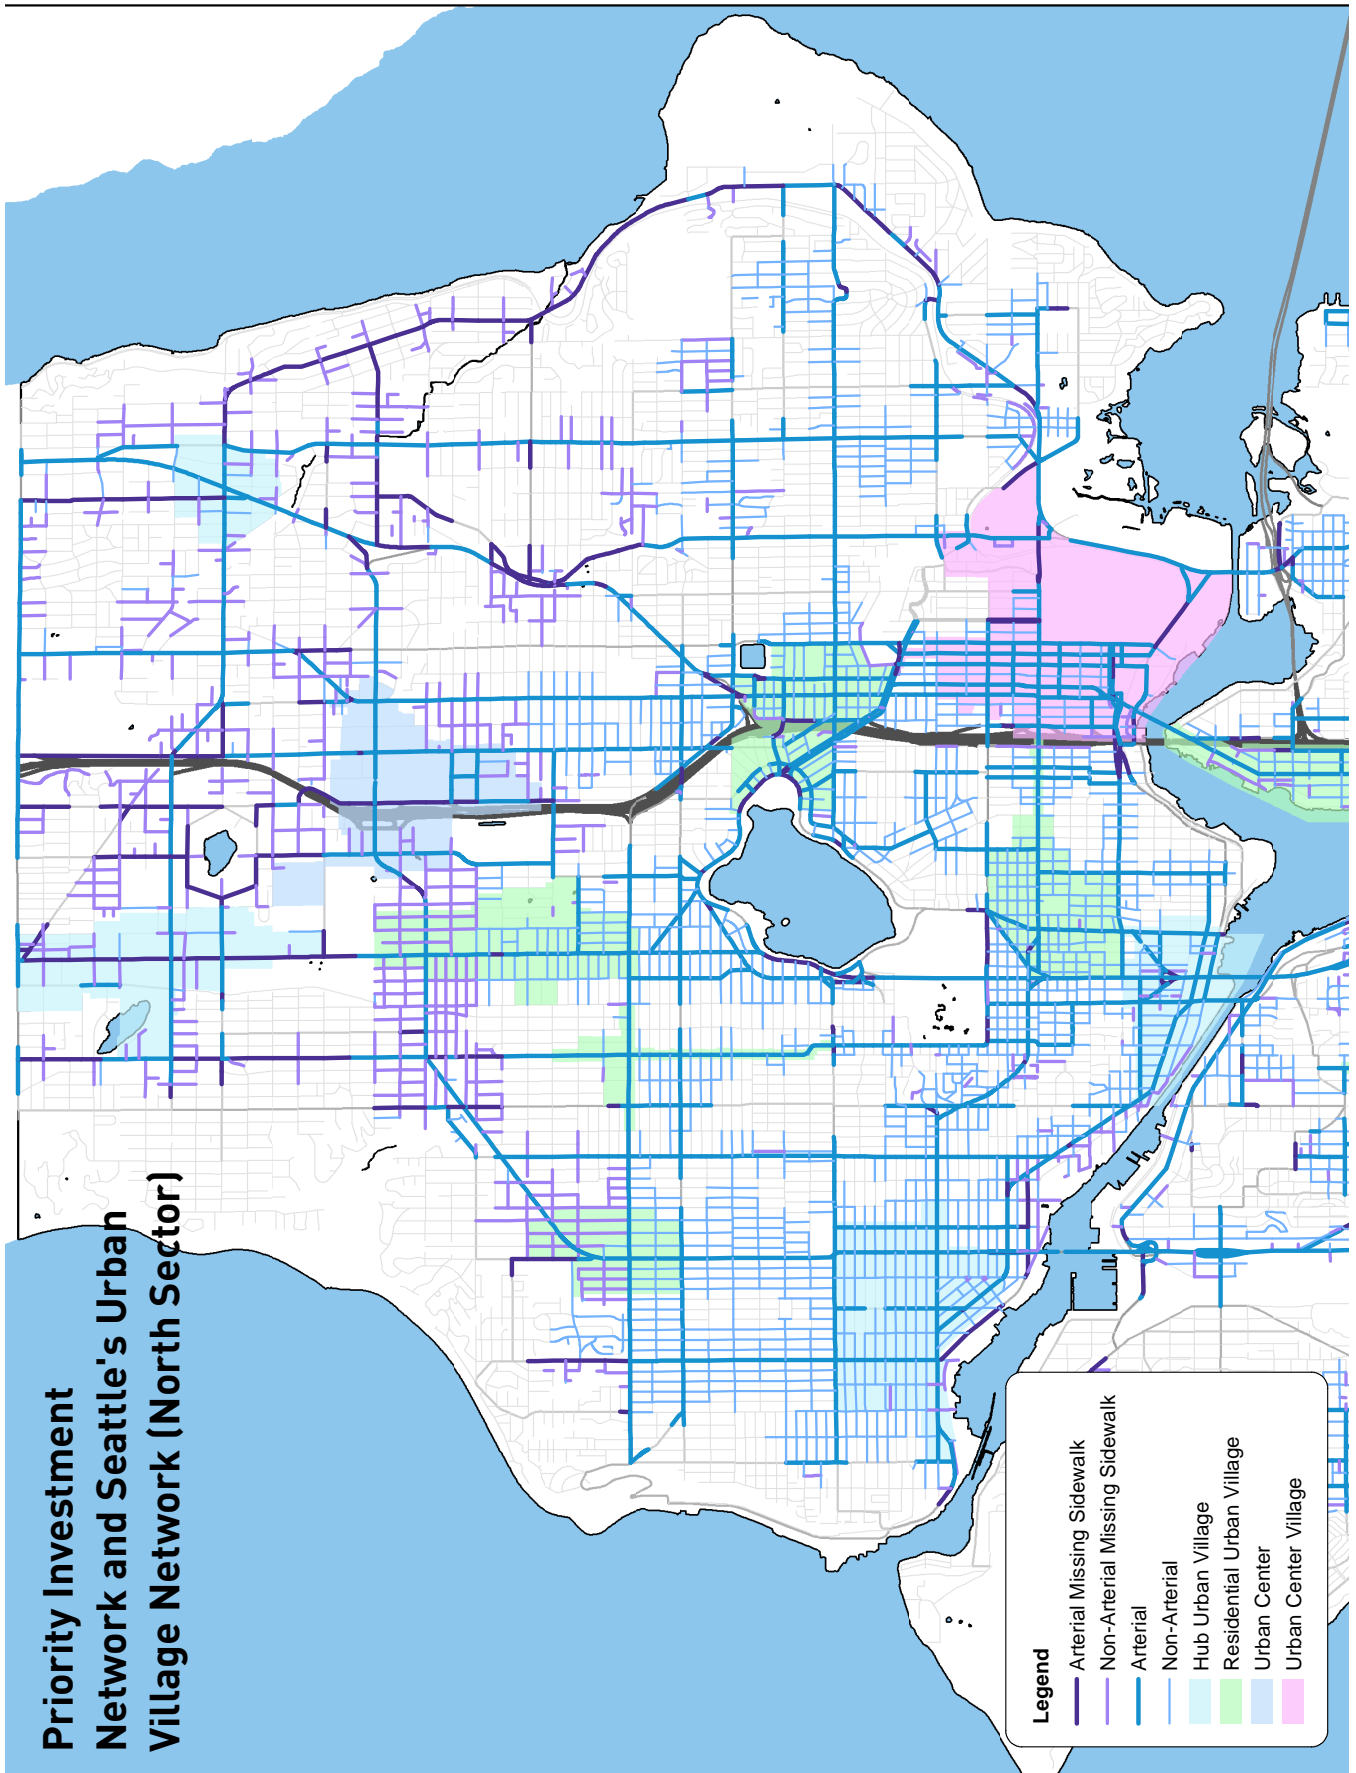 Priority Investment
Network and Seattle's Urban
Village Network (North Sector)
Legend
Arterial Missing Sidewalk
Non-Arterial Missing Sidewalk
Arterial
Non-Arterial
Hub Urban Village
Residential Urban Village
Urban Center
Urban Center Village